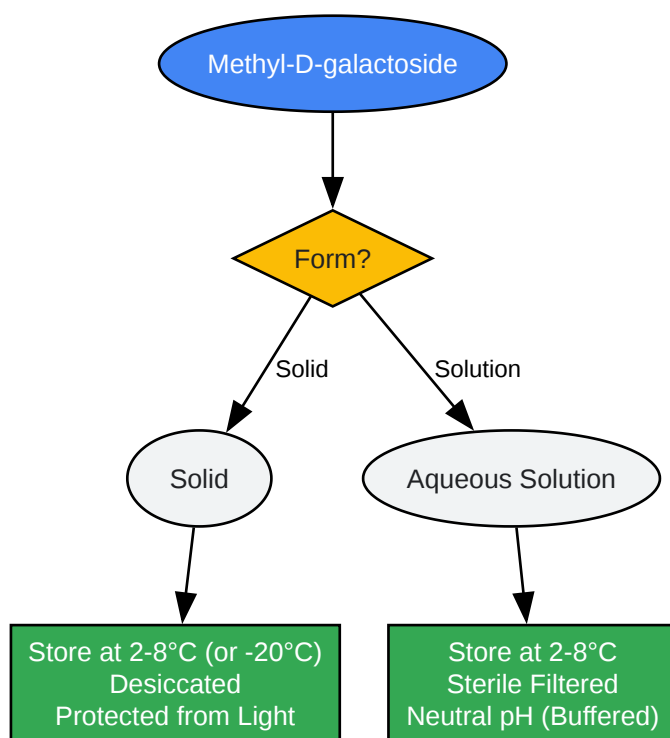 Methyl-D-galactoside
Form?
Solid
Solution
Solid
Aqueous Solution
Store at 2-8°C (or -20°C)
Desiccated
Protected from Light
Store at 2-8°C
Sterile Filtered
Neutral pH (Buffered)